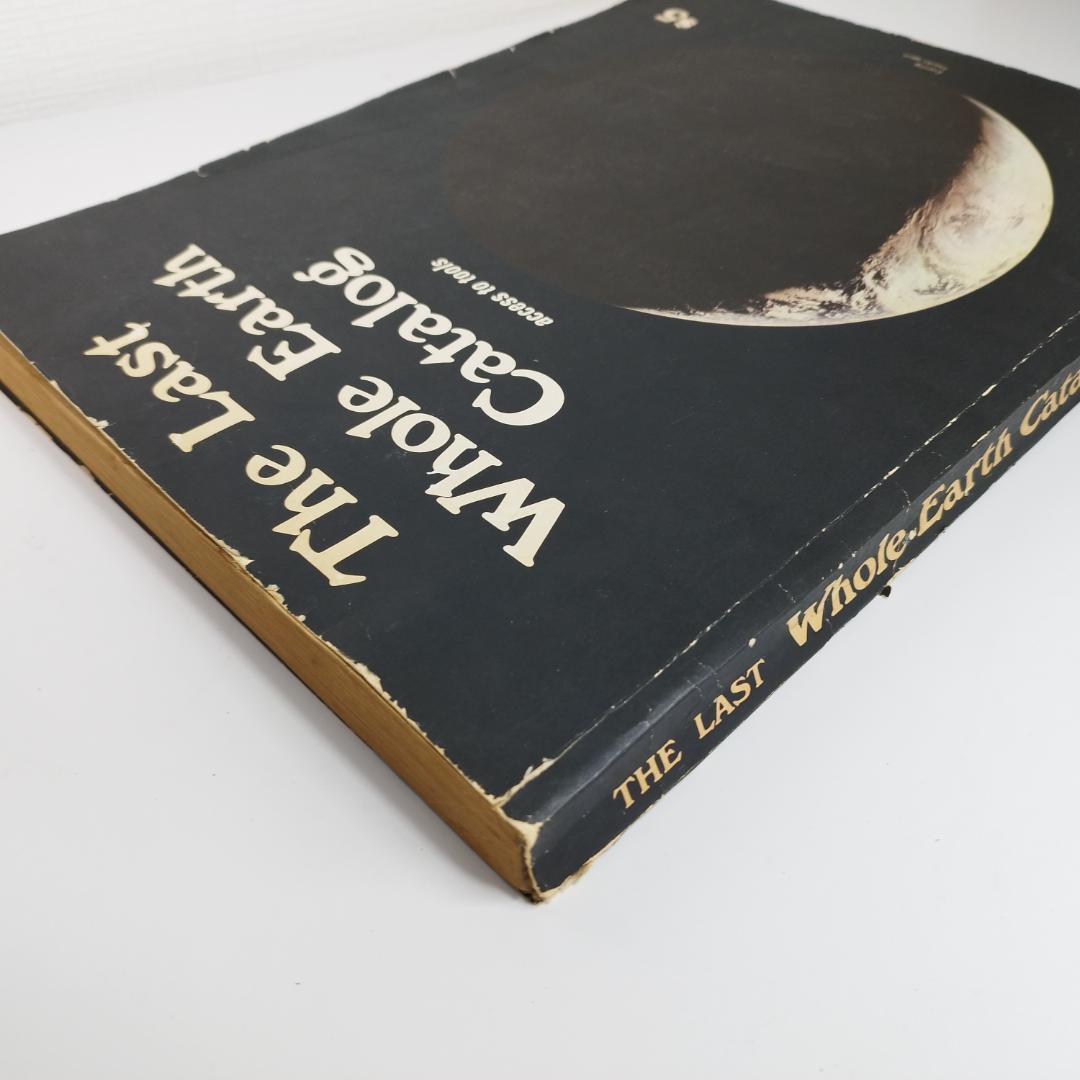 The Last
Whole Earth
Catalog
access to tools
$5
THE LAST Whole Earth Cata